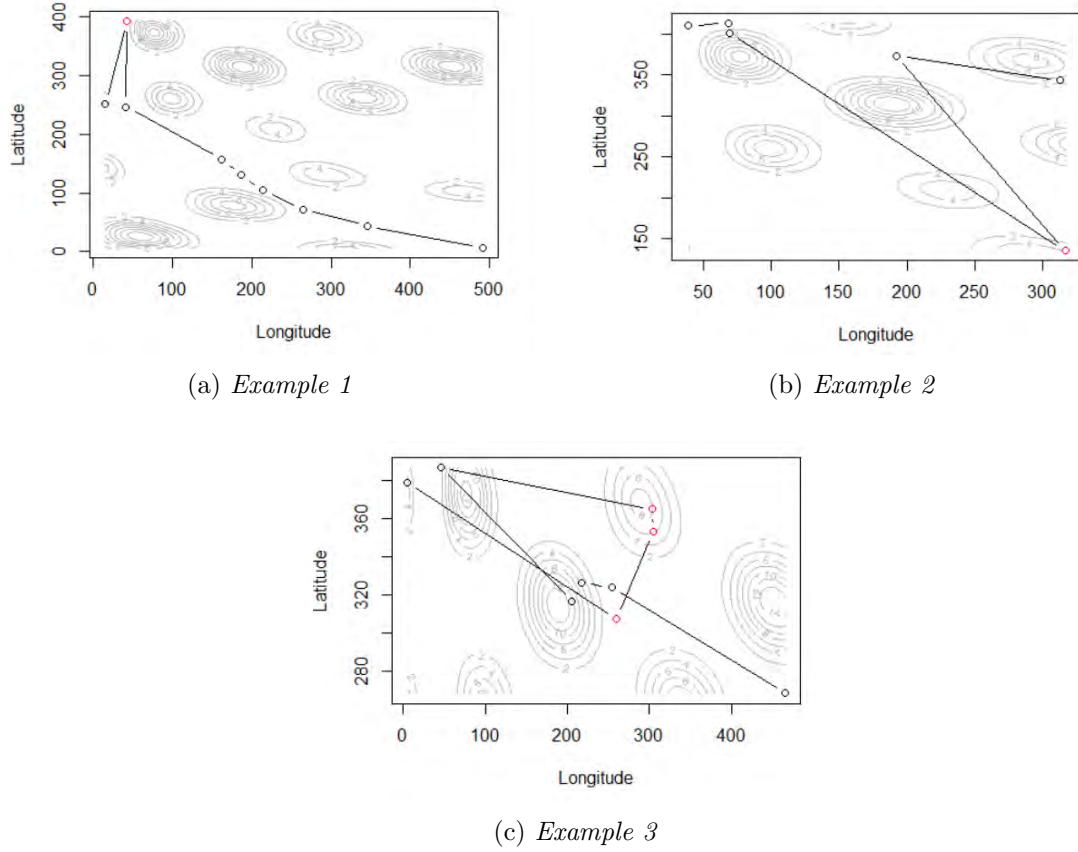 400
300
200
100
0
Latitude
0 100 200 300 400 500
Longitude
(a) Example 1
350
250
150
Latitude
50 100 150 200 250 300
Longitude
(b) Example 2
360
320
280
Latitude
0 100 200 300 400
Longitude
(c) Example 3